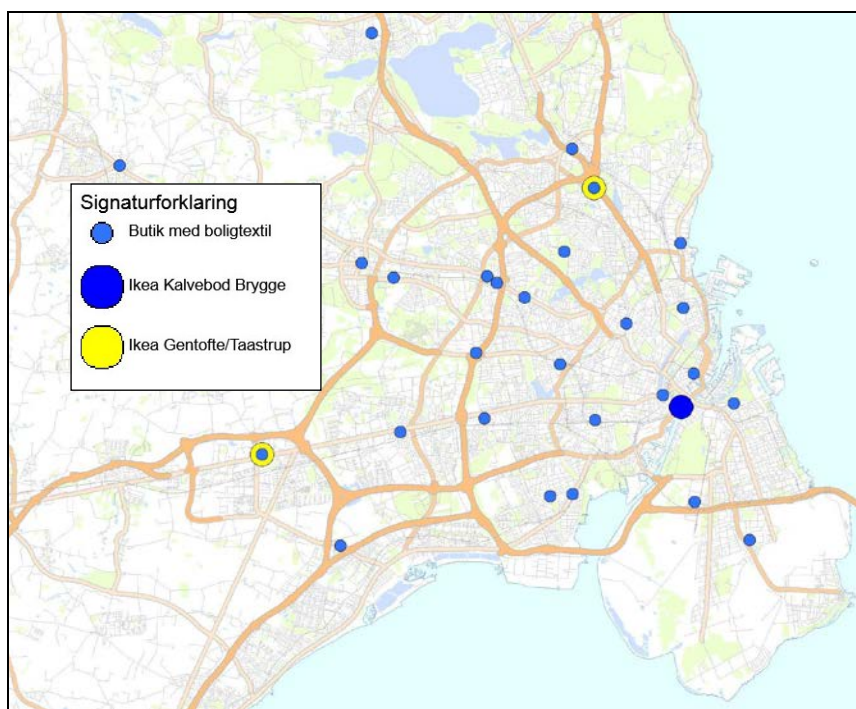 Signaturforklaring
Butik med boligtextil
Ikea Kalvebod Brygge
Ikea Gentofte/Taastrup